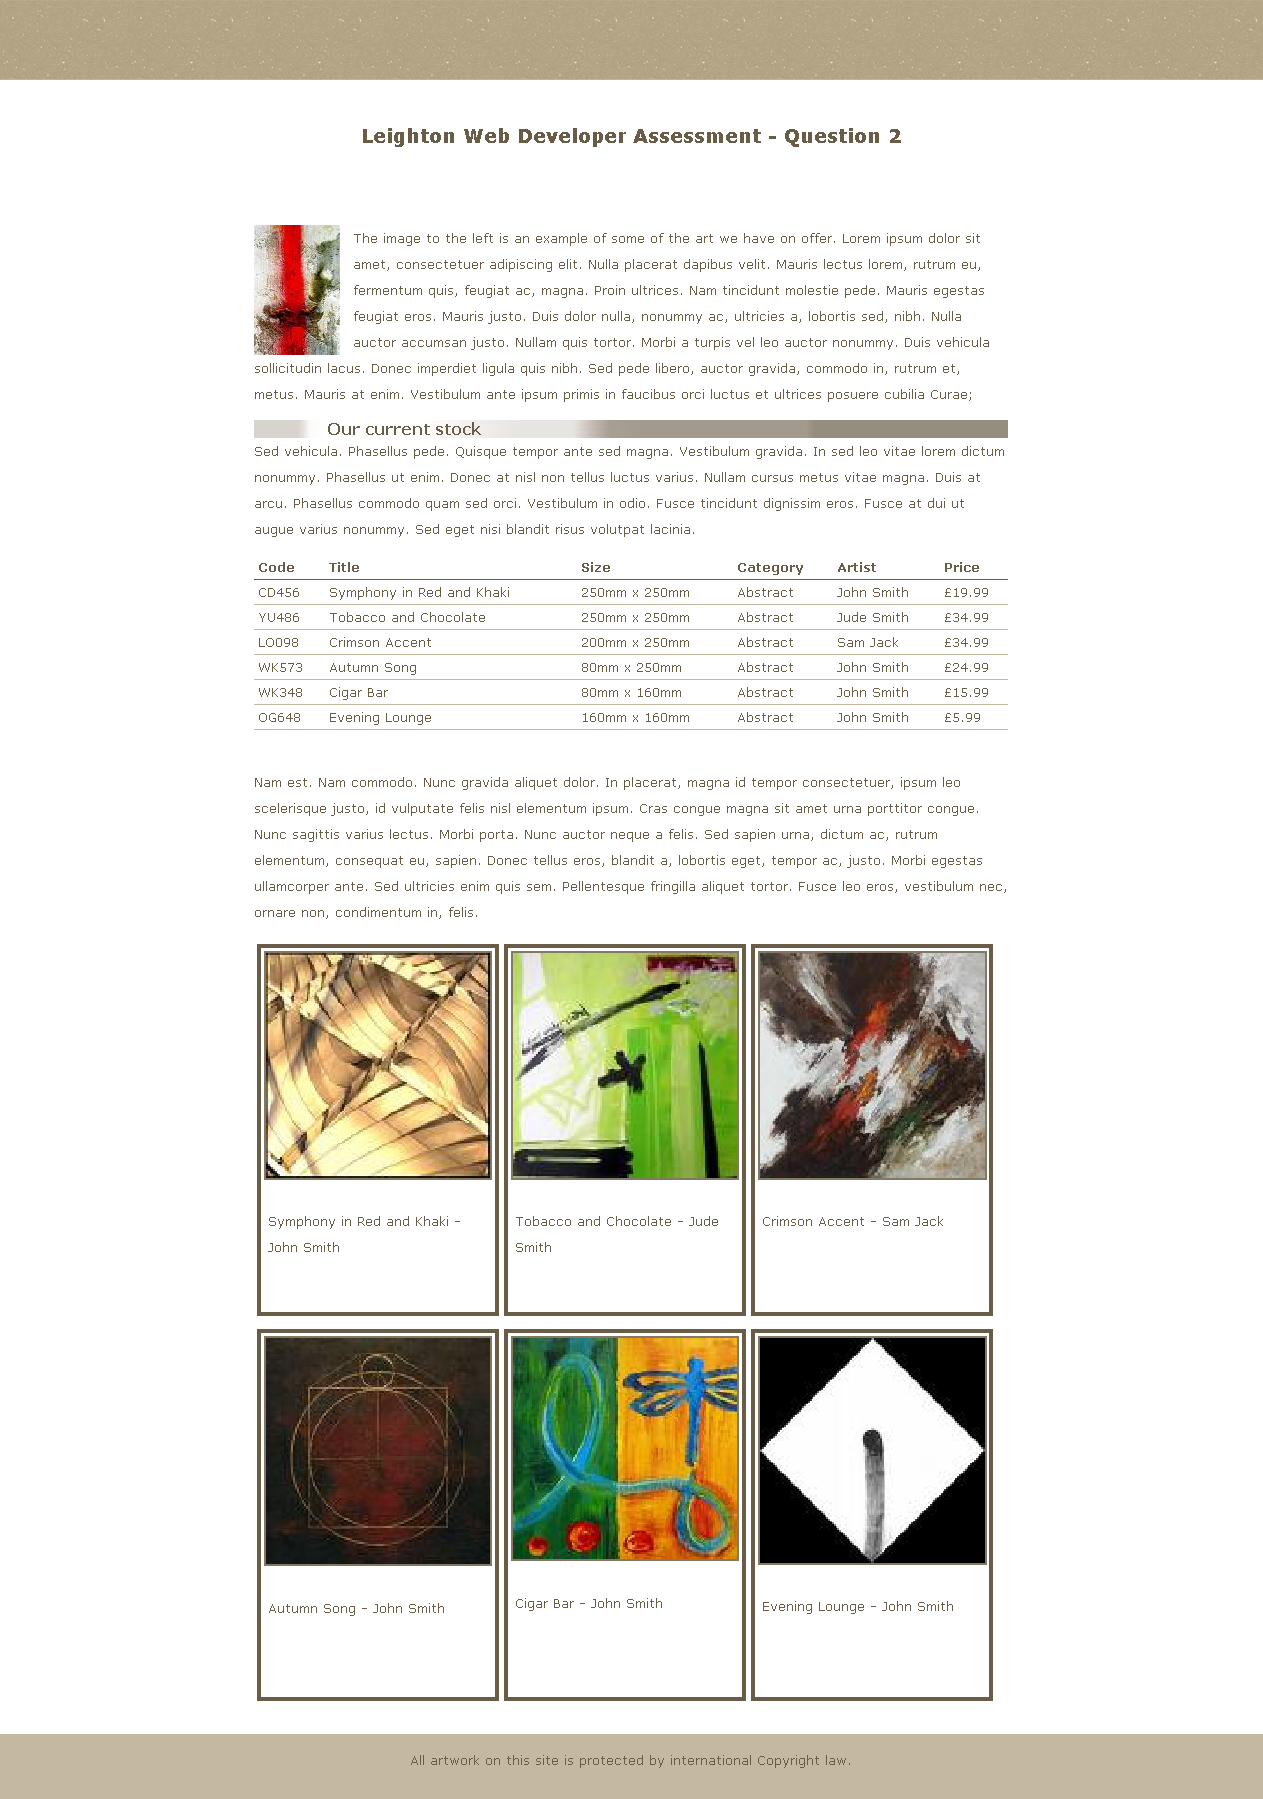 Leighton Web Developer Assessment - Question 2
The image to the left is an example of some of the art we have on offer. Lorem ipsum dolor sit
amet, consectetuer adipiscing elit. Nulla placerat dapibus velit. Mauris lectus lorem, rutrum eu,
fermentum quis, feugiat ac, magna. Proin ultrices. Nam tincidunt molestie pede. Mauris egestas
feugiat eros. Mauris justo. Duis dolor nulla, nonummy ac, ultricies a, lobortis sed, nibh. Nulla
auctor accumsan justo. Nullam quis tortor. Morbi a turpis vel leo auctor nonummy. Duis vehicula
sollicitudin lacus. Donec imperdiet ligula quis nibh. Sed pede libero, auctor gravida, commodo in, rutrum et,
metus. Mauris at enim. Vestibulum ante ipsum primis in faucibus orci luctus et ultrices posuere cubilia Curae;
Our current stock
Sed vehicula. Phasellus pede. Quisque tempor ante sed magna. Vestibulum gravida. In sed leo vitae lorem dictum
nonummy. Phasellus ut enim. Donec at nisl non tellus luctus varius. Nullam cursus metus vitae magna. Duis at
arcu. Phasellus commodo quam sed orci. Vestibulum in odio. Fusce tincidunt dignissim eros. Fusce at dui ut
augue varius nonummy. Sed eget nisi blandit risus volutpat lacinia.
Code Title Size Category Artist Price
CD456 Symphony in Red and Khaki 250mm x 250mm Abstract John Smith £19.99
YU486 Tobacco and Chocolate 250mm x 250mm Abstract Jude Smith £34.99
LO098 Crimson Accent 200mm x 250mm Abstract Sam Jack £34.99
WK573 Autumn Song 80mm x 250mm Abstract John Smith £24.99
WK348 Cigar Bar 80mm x 160mm Abstract John Smith £15.99
OG648 Evening Lounge 160mm x 160mm Abstract John Smith £5.99
Nam est. Nam commodo. Nunc gravida aliquet dolor. In placerat, magna id tempor consectetuer, ipsum leo
scelerisque justo, id vulputate felis nisl elementum ipsum. Cras congue magna sit amet urna porttitor congue.
Nunc sagittis varius lectus. Morbi porta. Nunc auctor neque a felis. Sed sapien urna, dictum ac, rutrum
elementum, consequat eu, sapien. Donec tellus eros, blandit a, lobortis eget, tempor ac, justo. Morbi egestas
ullamcorper ante. Sed ultricies enim quis sem. Pellentesque fringilla aliquet tortor. Fusce leo eros, vestibulum nec,
ornare non, condimentum in, felis.
Symphony in Red and Khaki -
John Smith
Tobacco and Chocolate - Jude
Smith
Crimson Accent - Sam Jack
Autumn Song - John Smith
Cigar Bar - John Smith
Evening Lounge - John Smith
All artwork on this site is protected by international Copyright law.